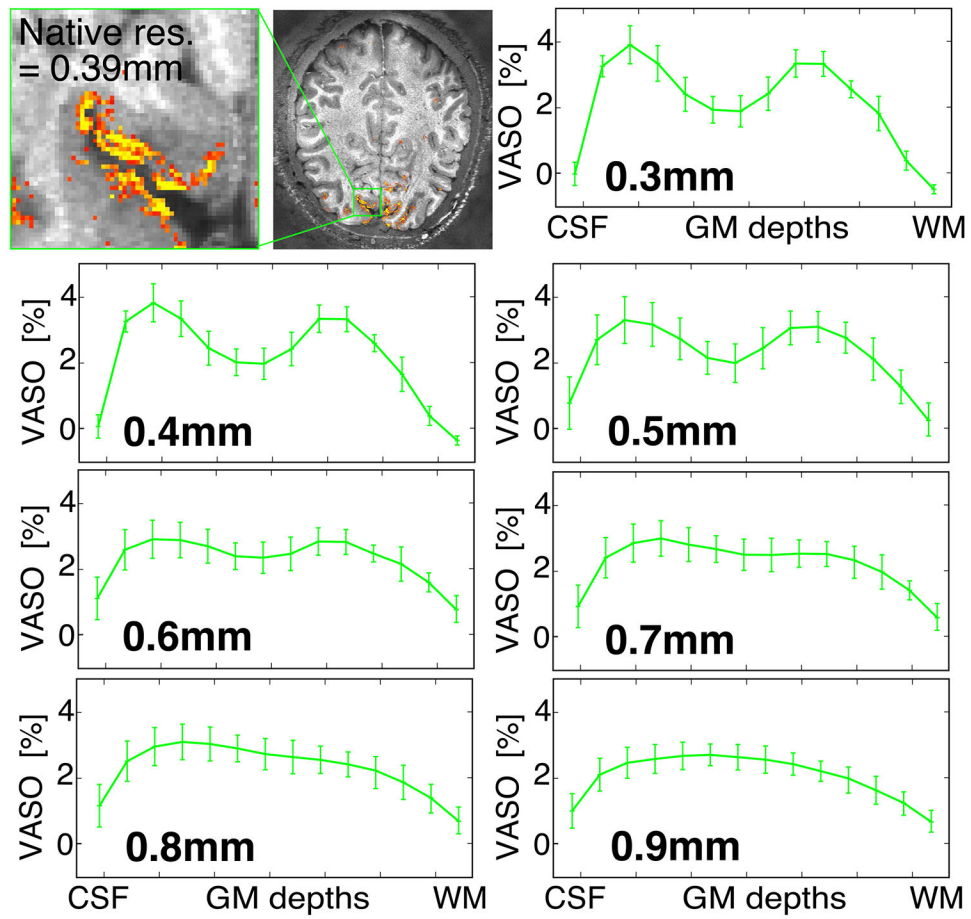 Native res.
= 0.39mm
VASO [%]
4
2
0
0.3mm
CSF GM depths WM
VASO [%]
4
2
0
0.4mm
VASO [%]
4
2
0
0.5mm
VASO [%]
4
2
0
0.6mm
VASO [%]
4
2
0
0.7mm
VASO [%]
4
2
0
0.8mm
CSF GM depths WM
VASO [%]
4
2
0
0.9mm
CSF GM depths WM